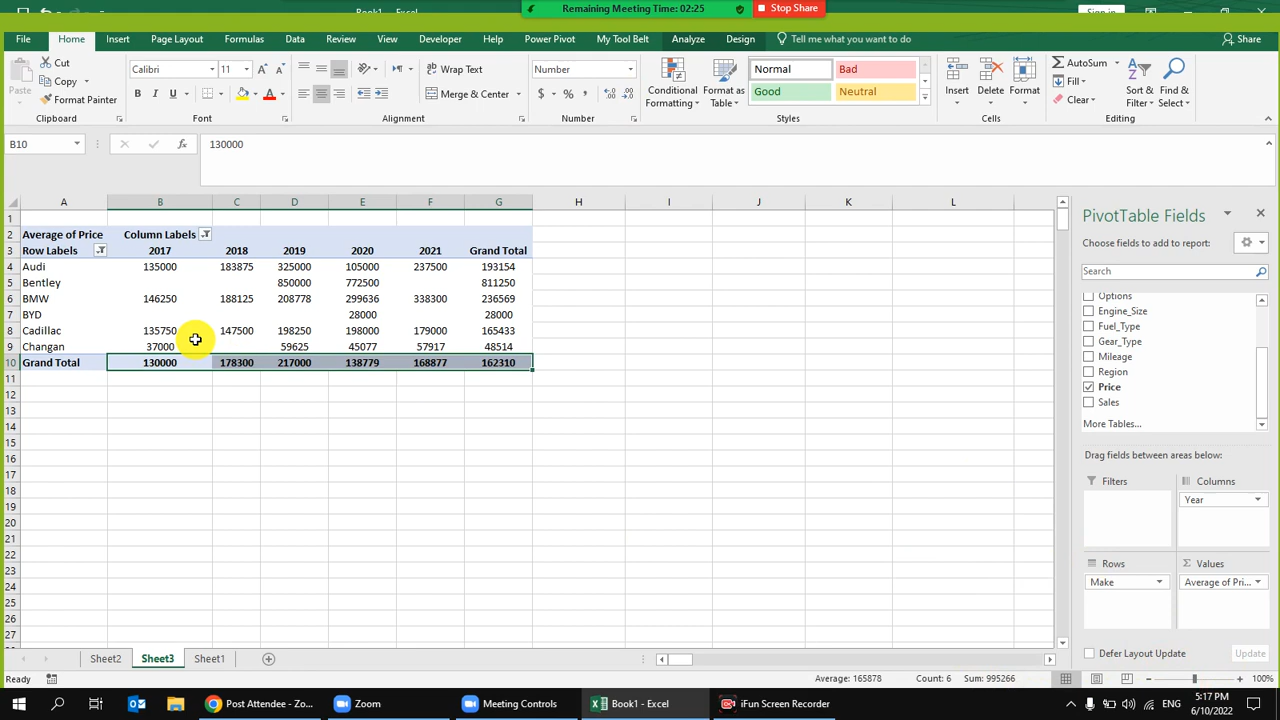 Book1 - Excel
Remaining Meeting Time: 02:25
Stop Share
Sign in
File Home Insert Page Layout Formulas Data Review View Developer Help Power Pivot My Tool Belt Analyze Design Tell me what you want to do Share
Paste
Cut
Copy
Format Painter
Calibri 11
B I U
Wrap Text
Merge & Center
Number
$ % ,
Conditional Formatting
Format as Table
Normal Bad
Good Neutral
Insert Delete Format
AutoSum
Fill
Clear
Sort & Filter
Find & Select
Clipboard Font Alignment Number Styles Cells Editing
B10 fx 130000
A B C D E F G H I J K L
1
2 Average of Price Column Labels
3 Row Labels 2017 2018 2019 2020 2021 Grand Total
4 Audi 135000 183875 325000 105000 237500 193154
5 Bentley 850000 772500 811250
6 BMW 146250 188125 208778 299636 338300 236569
7 BYD 28000 28000
8 Cadillac 135750 147500 198250 198000 179000 165433
9 Changan 37000 59625 45077 57917 48514
10 Grand Total 130000 178300 217000 138779 168877 162310
11
12
13
14
15
16
17
18
19
20
21
22
23
24
25
26
27
PivotTable Fields
Choose fields to add to report:
Search
Options
Engine_Size
Fuel_Type
Gear_Type
Mileage
Region
Price
Sales
More Tables...
Drag fields between areas below:
Filters Columns
Year
Rows Σ Values
Make Average of Pri...
Defer Layout Update Update
Sheet2 Sheet3 Sheet1
Ready Average: 165878 Count: 6 Sum: 995266 100%
Post Attendee - Zo... Zoom Meeting Controls Book1 - Excel iFun Screen Recorder
5:17 PM
6/10/2022